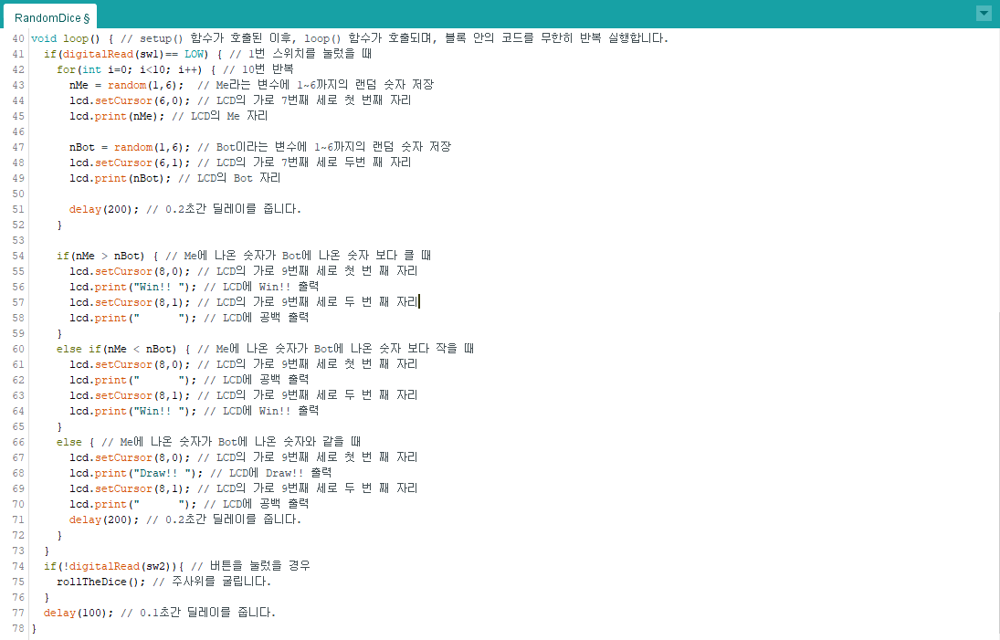 RandomDice §
40 void loop() { // setup() 함수가 호출된 이후, loop() 함수가 호출되며, 블록 안의 코드를 무한히 반복 실행합니다.
41 if(digitalRead(sw1)== LOW) { // 1번 스위치를 눌렀을 때
42 for(int i=0; i<10; i++) { // 10번 반복
43 nMe = random(1,6);  // Me라는 변수에 1~6까지의 랜덤 숫자 저장
44 lcd.setCursor(6,0); // LCD의 가로 7번째 세로 첫 번째 자리
45 lcd.print(nMe); // LCD의 Me 자리
46
47 nBot = random(1,6); // Bot이라는 변수에 1~6까지의 랜덤 숫자 저장
48 lcd.setCursor(6,1); // LCD의 가로 7번째 세로 두번 째 자리
49 lcd.print(nBot); // LCD의 Bot 자리
50
51 delay(200); // 0.2초간 딜레이를 줍니다.
52 }
53
54 if(nMe > nBot) { // Me에 나온 숫자가 Bot에 나온 숫자 보다 클 때
55 lcd.setCursor(8,0); // LCD의 가로 9번째 세로 첫 번 째 자리
56 lcd.print("Win!! "); // LCD에 Win!! 출력
57 lcd.setCursor(8,1); // LCD의 가로 9번째 세로 두 번 째 자리
58 lcd.print("      "); // LCD에 공백 출력
59 }
60 else if(nMe < nBot) { // Me에 나온 숫자가 Bot에 나온 숫자 보다 작을 때
61 lcd.setCursor(8,0); // LCD의 가로 9번째 세로 첫 번 째 자리
62 lcd.print("      "); // LCD에 공백 출력
63 lcd.setCursor(8,1); // LCD의 가로 9번째 세로 두 번 째 자리
64 lcd.print("Win!! "); // LCD에 Win!! 출력
65 }
66 else { // Me에 나온 숫자가 Bot에 나온 숫자와 같을 때
67 lcd.setCursor(8,0); // LCD의 가로 9번째 세로 첫 번 째 자리
68 lcd.print("Draw!! "); // LCD에 Draw!! 출력
69 lcd.setCursor(8,1); // LCD의 가로 9번째 세로 두 번 째 자리
70 lcd.print("      "); // LCD에 공백 출력
71 delay(200); // 0.2초간 딜레이를 줍니다.
72 }
73 }
74 if(!digitalRead(sw2)){ // 버튼을 눌렀을 경우
75 rollTheDice(); // 주사위를 굴립니다.
76 }
77 delay(100); // 0.1초간 딜레이를 줍니다.
78 }